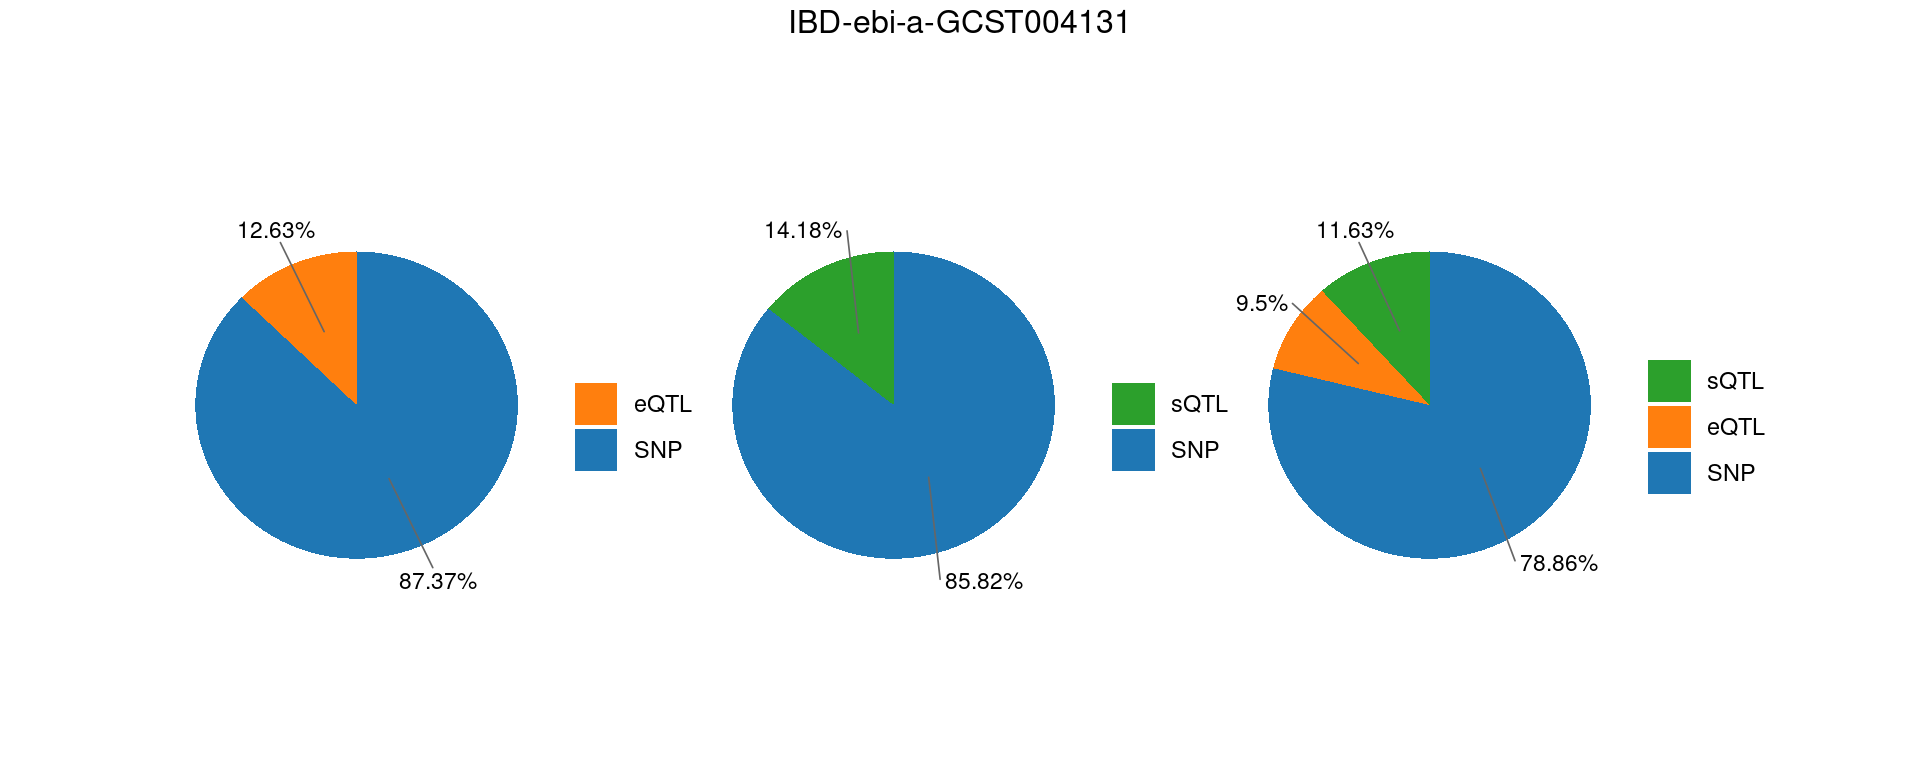 IBD-ebi-a-GCST004131
12.63%
87.37%
eQTL
SNP
14.18%
85.82%
sQTL
SNP
11.63%
9.5%
78.86%
sQTL
eQTL
SNP